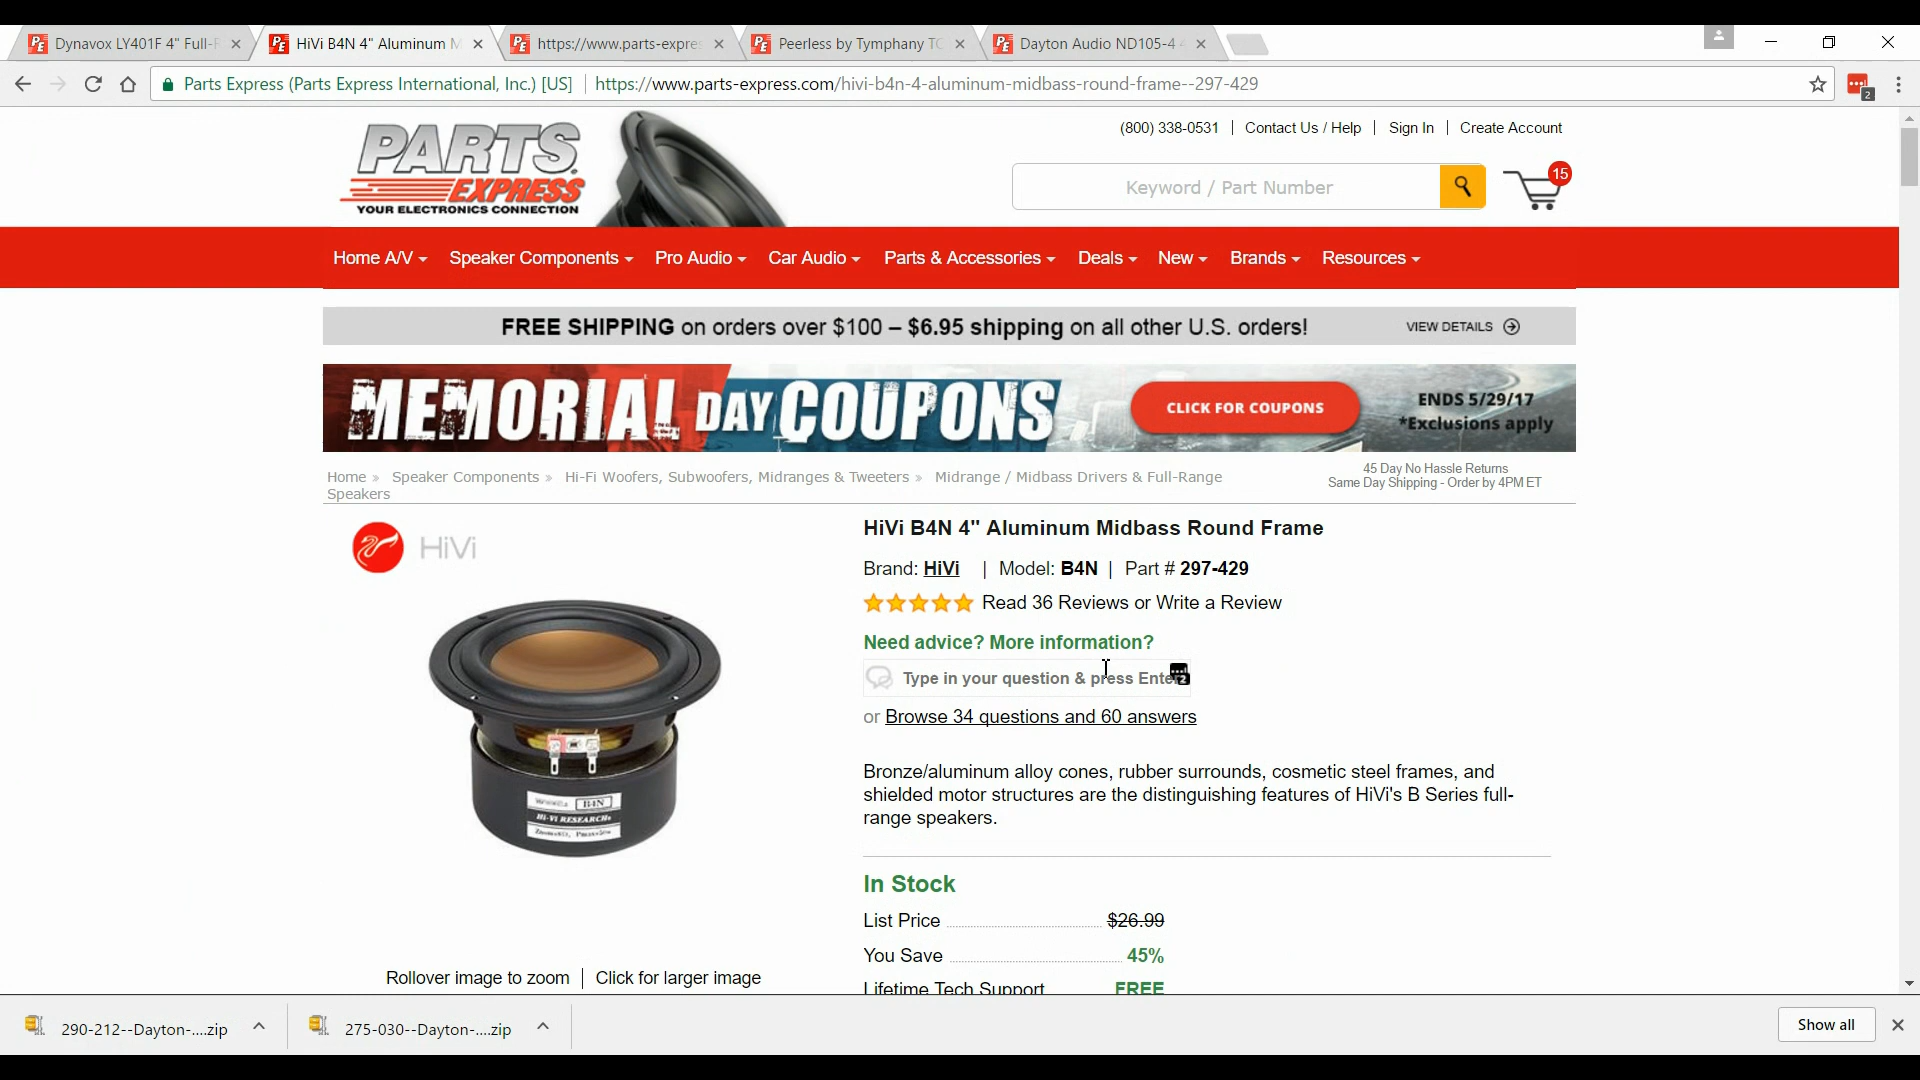 Dynavox LY401F 4" Full-F
HiVi B4N 4" Aluminum M
https://www.parts-expres
Peerless by Tymphany TC
Dayton Audio ND105-4 4
Parts Express (Parts Express International, Inc.) [US]
https://www.parts-express.com/hivi-b4n-4-aluminum-midbass-round-frame--297-429
2
PARTS
EXPRESS
YOUR ELECTRONICS CONNECTION
(800) 338-0531 | Contact Us / Help | Sign In | Create Account
Keyword / Part Number
15
Home A/V Speaker Components Pro Audio Car Audio Parts & Accessories Deals New Brands Resources
FREE SHIPPING on orders over $100 – $6.95 shipping on all other U.S. orders!
VIEW DETAILS
MEMORIAL DAY COUPONS
CLICK FOR COUPONS
ENDS 5/29/17
*Exclusions apply
Home » Speaker Components » Hi-Fi Woofers, Subwoofers, Midranges & Tweeters » Midrange / Midbass Drivers & Full-Range
Speakers
45 Day No Hassle Returns
Same Day Shipping - Order by 4PM ET
HiVi
HiVi B4N 4" Aluminum Midbass Round Frame
Brand: HiVi | Model: B4N | Part # 297-429
Read 36 Reviews or Write a Review
Need advice? More information?
Type in your question & press Enter
2
or Browse 34 questions and 60 answers
Bronze/aluminum alloy cones, rubber surrounds, cosmetic steel frames, and
shielded motor structures are the distinguishing features of HiVi's B Series full-
range speakers.
B4N
Hi-Vi RESEARCH
In Stock
List Price $26.99
You Save 45%
Lifetime Tech Support FREE
Rollover image to zoom | Click for larger image
290-212--Dayton-....zip
275-030--Dayton-....zip
Show all